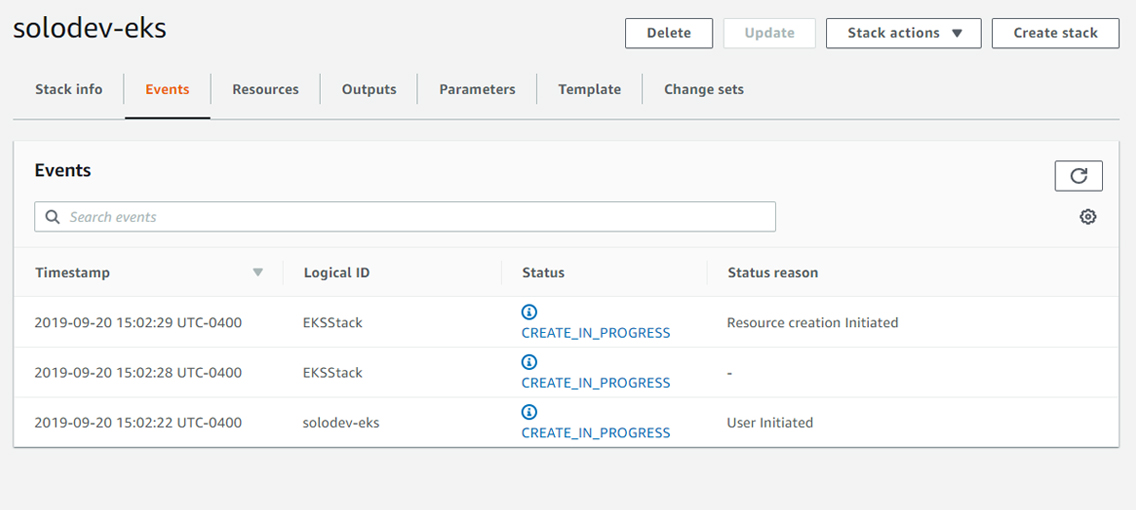 solodev-eks
Delete Update Stack actions Create stack
Stack info Events Resources Outputs Parameters Template Change sets
Events
Search events
Timestamp Logical ID Status Status reason
2019-09-20 15:02:29 UTC-0400 EKSStack CREATE_IN_PROGRESS Resource creation Initiated
2019-09-20 15:02:28 UTC-0400 EKSStack CREATE_IN_PROGRESS -
2019-09-20 15:02:22 UTC-0400 solodev-eks CREATE_IN_PROGRESS User Initiated